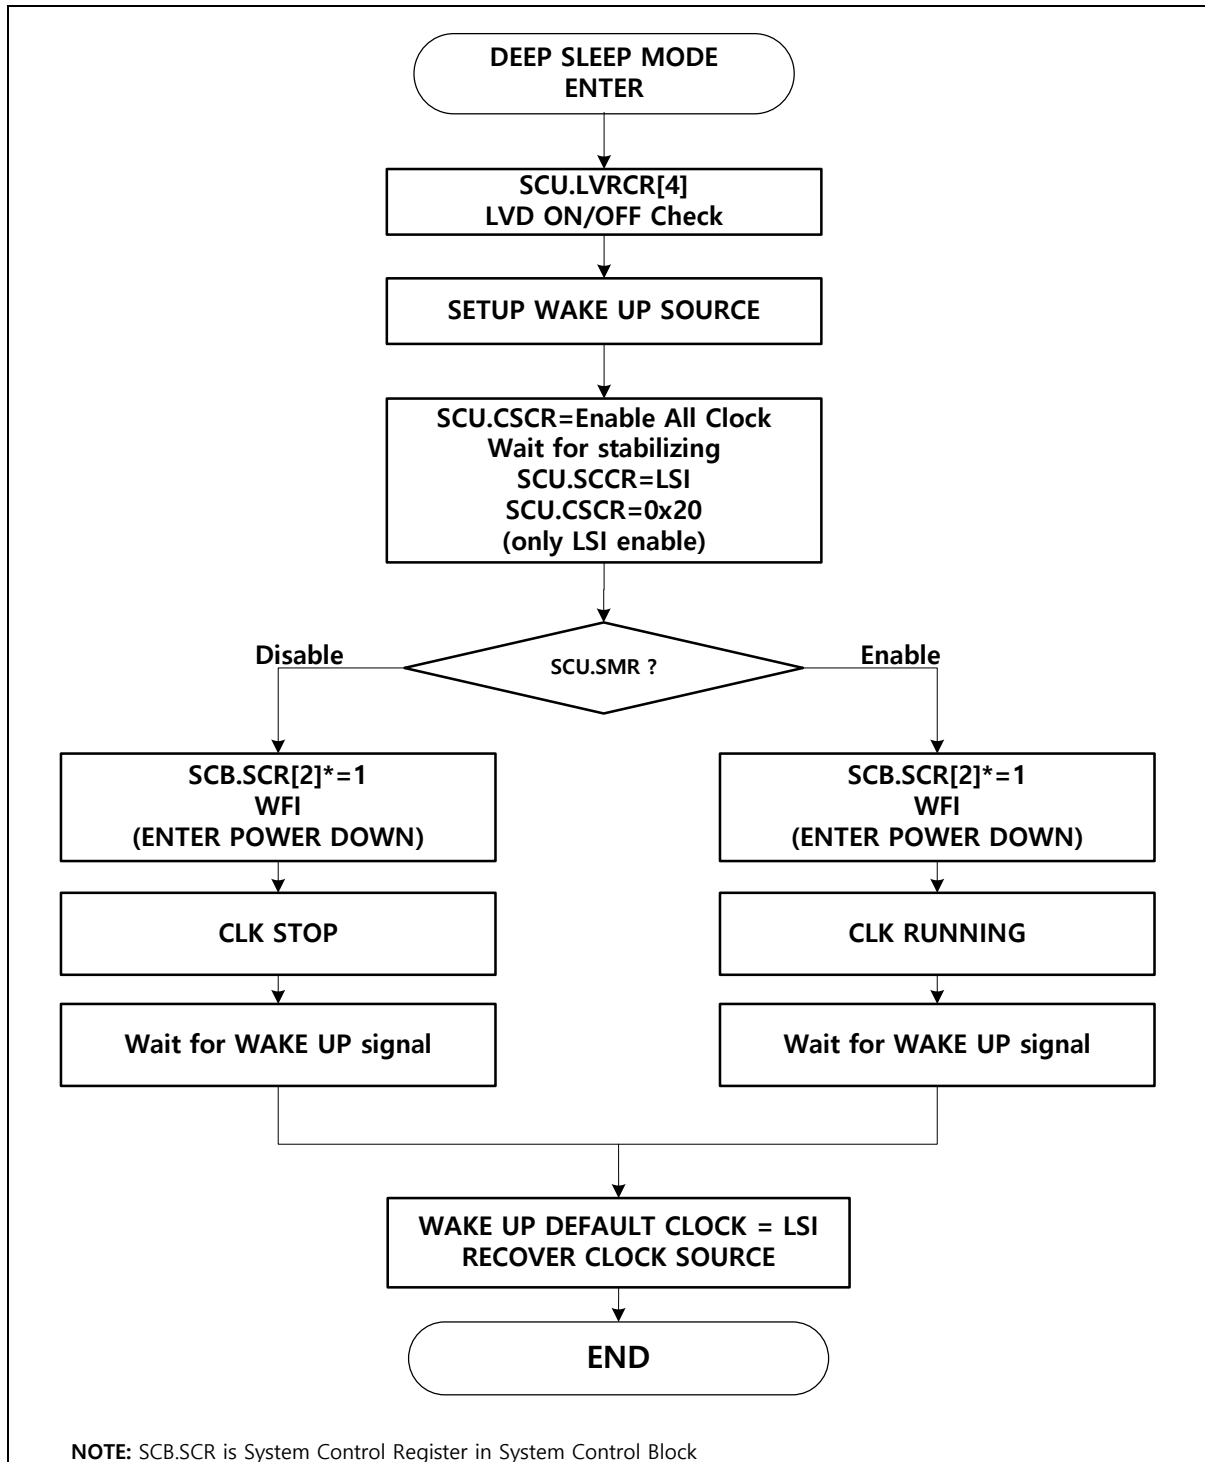 DEEP SLEEP MODE
ENTER
SCU.LVRCR[4]
LVD ON/OFF Check
SETUP WAKE UP SOURCE
SCU.CSCR=Enable All Clock
Wait for stabilizing
SCU.SCCR=LSI
SCU.CSCR=0x20
(only LSI enable)
Disable
SCU.SMR ?
Enable
SCB.SCR[2]*=1
WFI
(ENTER POWER DOWN)
SCB.SCR[2]*=1
WFI
(ENTER POWER DOWN)
CLK STOP
CLK RUNNING
Wait for WAKE UP signal
Wait for WAKE UP signal
WAKE UP DEFAULT CLOCK = LSI
RECOVER CLOCK SOURCE
END
NOTE: SCB.SCR is System Control Register in System Control Block